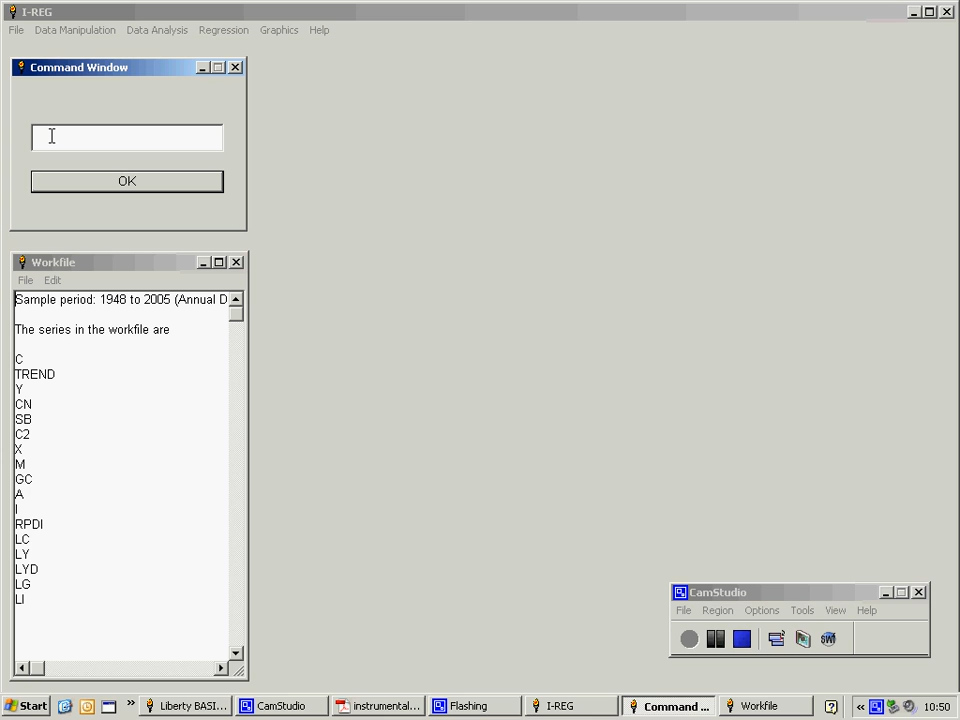 I-REG
File Data Manipulation Data Analysis Regression Graphics Help
Command Window
OK
Workfile
File Edit
Sample period: 1948 to 2005 (Annual D
The series in the workfile are
C
TREND
Y
CN
SB
C2
X
M
GC
A
I
RPDI
LC
LY
LYD
LG
LI
CamStudio
File Region Options Tools View Help
SWF
Start » Liberty BASI... CamStudio instrumental... Flashing I-REG Command ... Workfile « 10:50